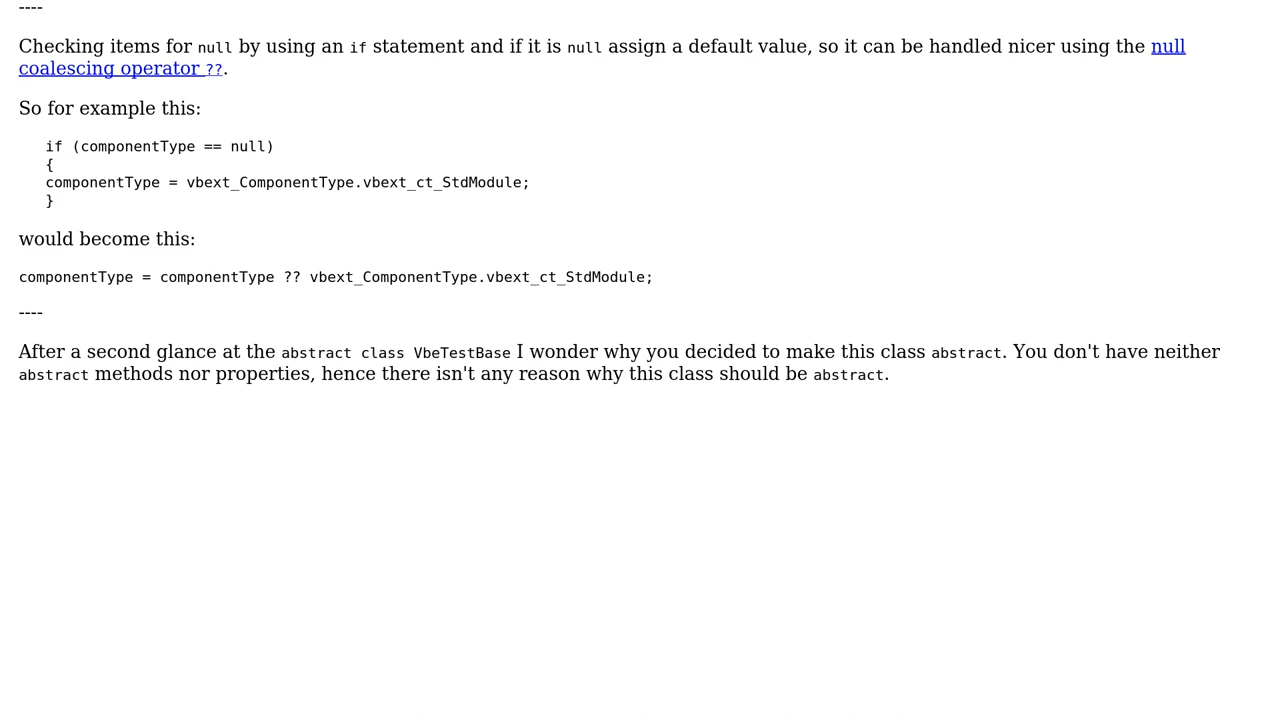 ----
Checking items for null by using an if statement and if it is null assign a default value, so it can be handled nicer using the null
coalescing operator ??.
So for example this:
if (componentType == null)
{
componentType = vbext_ComponentType.vbext_ct_StdModule;
}
would become this:
componentType = componentType ?? vbext_ComponentType.vbext_ct_StdModule;
----
After a second glance at the abstract class VbeTestBase I wonder why you decided to make this class abstract. You don't have neither
abstract methods nor properties, hence there isn't any reason why this class should be abstract.